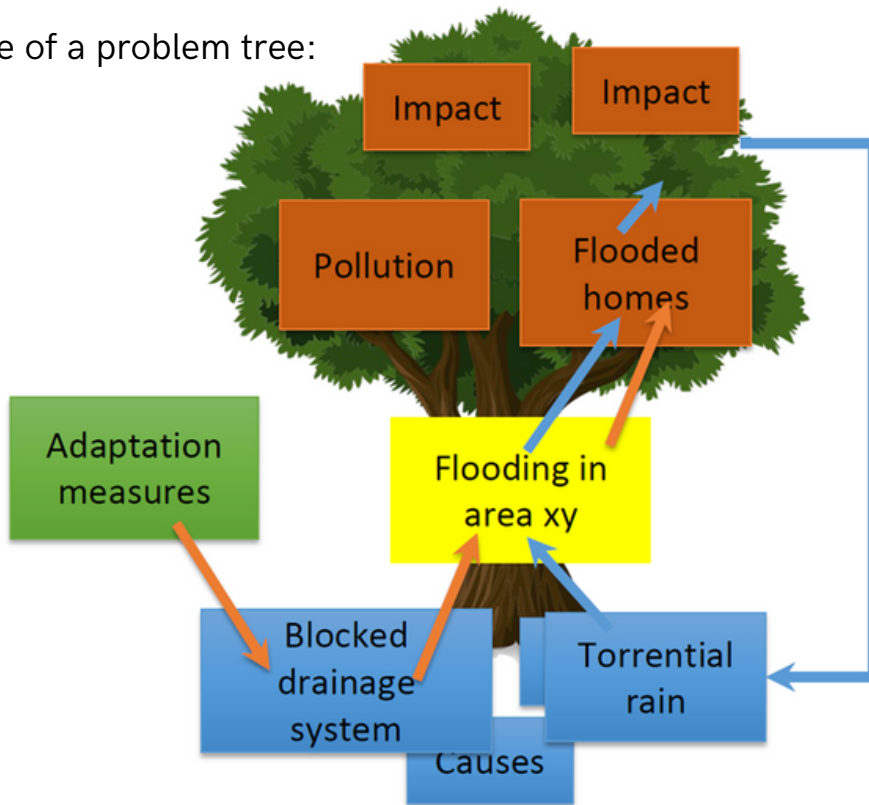 e of a problem tree:
Impact
Impact
Pollution
Flooded
homes
Adaptation
measures
Flooding in
area xy
Blocked
drainage
system
Torrential
rain
Causes